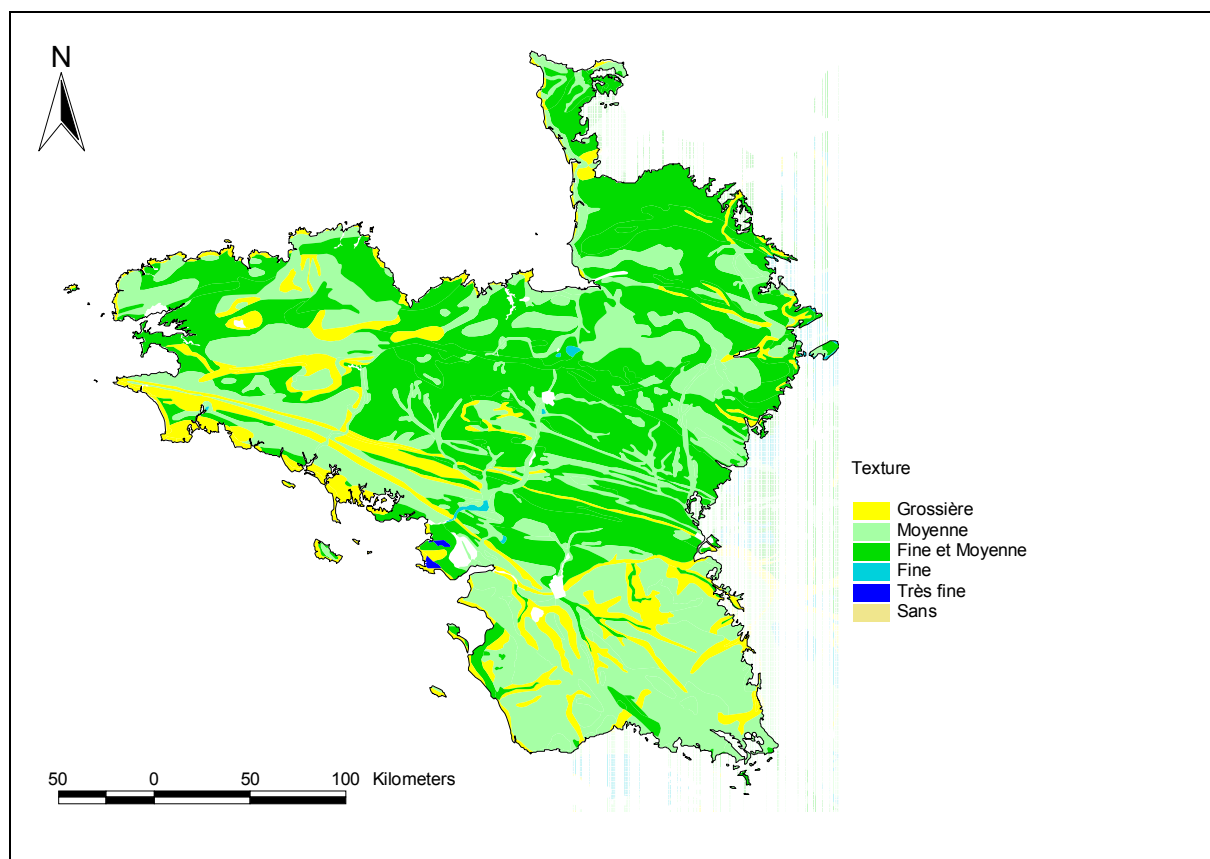 N
Texture
Grossière
Moyenne
Fine et Moyenne
Fine
Très fine
Sans
50 0 50 100 Kilometers